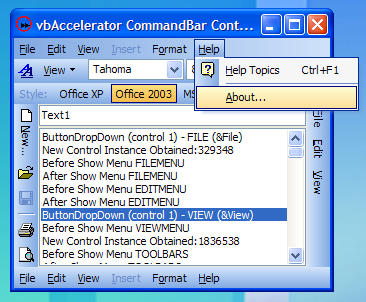 vbAccelerator CommandBar Cont...
File Edit View Insert Format Help
View Tahoma 8
Help Topics Ctrl+F1
About...
Style: Office XP Office 2003 MS
New...
Text1
ButtonDropDown (control 1) - FILE (&File)
New Control Instance Obtained:329348
Before Show Menu FILEMENU
After Show Menu FILEMENU
Before Show Menu EDITMENU
After Show Menu EDITMENU
ButtonDropDown (control 1) - VIEW (&View)
New Control Instance Obtained:1836538
Before Show Menu VIEWMENU
After Show Menu VIEWMENU
Before Show Menu TOOLBARS
File Edit View
File Edit View Insert Format Help